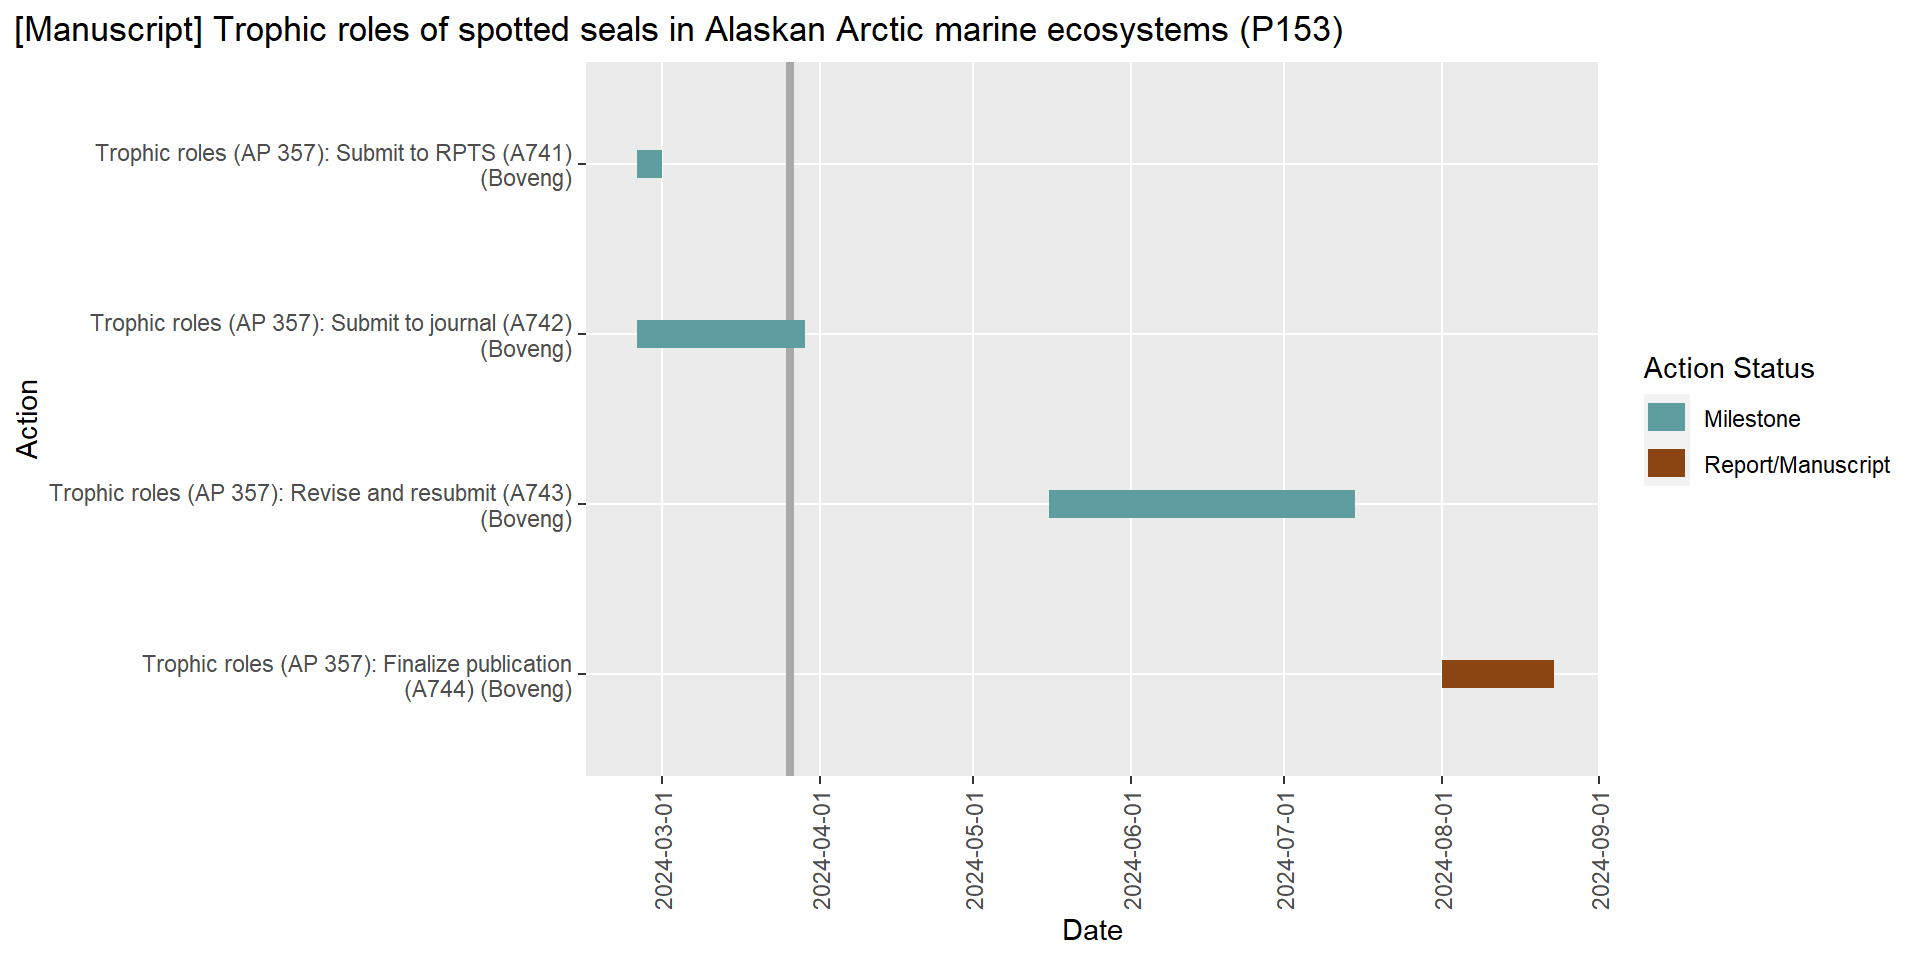 [Manuscript] Trophic roles of spotted seals in Alaskan Arctic marine ecosystems (P153)
Trophic roles (AP 357): Submit to RPTS (A741)
(Boveng)
Trophic roles (AP 357): Submit to journal (A742)
(Boveng)
Trophic roles (AP 357): Revise and resubmit (A743)
(Boveng)
Trophic roles (AP 357): Finalize publication
(A744) (Boveng)
Action
2024-03-01
2024-04-01
2024-05-01
2024-06-01
2024-07-01
2024-08-01
2024-09-01
Date
Action Status
Milestone
Report/Manuscript